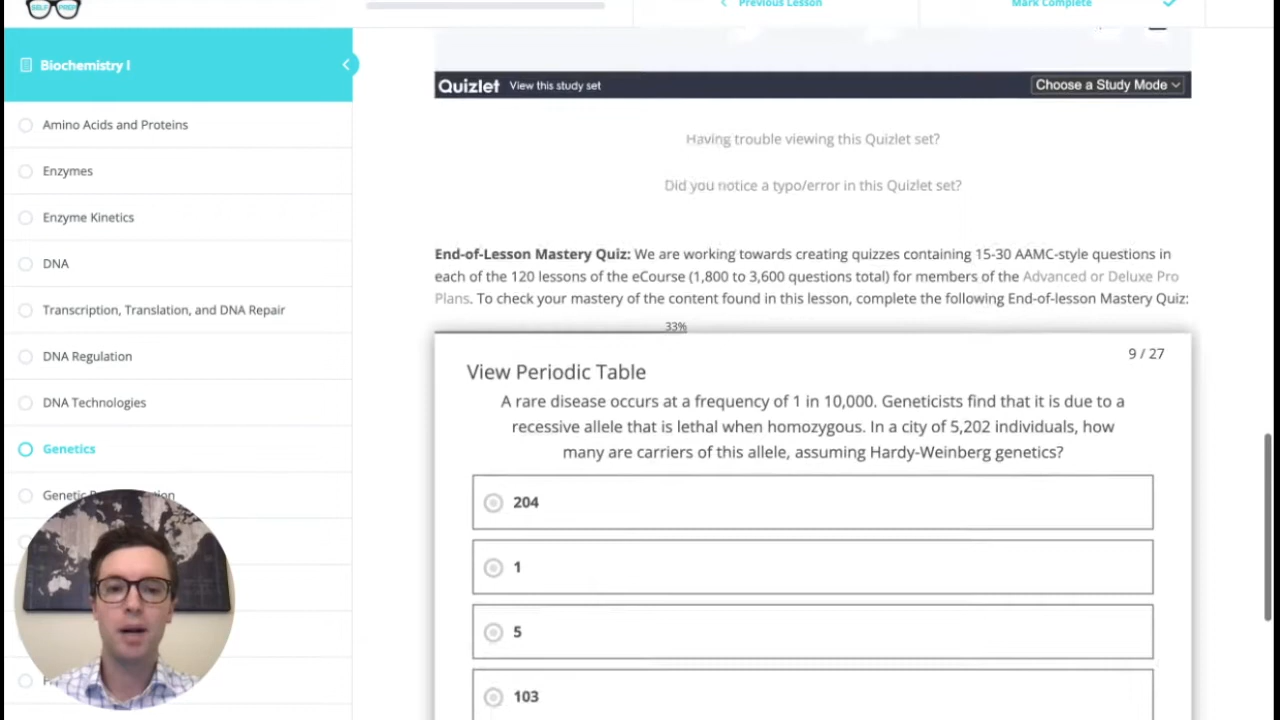 SELF PREP
Previous Lesson
Mark Complete
Biochemistry I
Amino Acids and Proteins
Enzymes
Enzyme Kinetics
DNA
Transcription, Translation, and DNA Repair
DNA Regulation
DNA Technologies
Genetics
Genetic
Quizlet View this study set Choose a Study Mode
Having trouble viewing this Quizlet set?
Did you notice a typo/error in this Quizlet set?
End-of-Lesson Mastery Quiz: We are working towards creating quizzes containing 15-30 AAMC-style questions in
each of the 120 lessons of the eCourse (1,800 to 3,600 questions total) for members of the Advanced or Deluxe Pro
Plans. To check your mastery of the content found in this lesson, complete the following End-of-lesson Mastery Quiz:
33%
9 / 27
View Periodic Table
A rare disease occurs at a frequency of 1 in 10,000. Geneticists find that it is due to a
recessive allele that is lethal when homozygous. In a city of 5,202 individuals, how
many are carriers of this allele, assuming Hardy-Weinberg genetics?
204
1
5
103